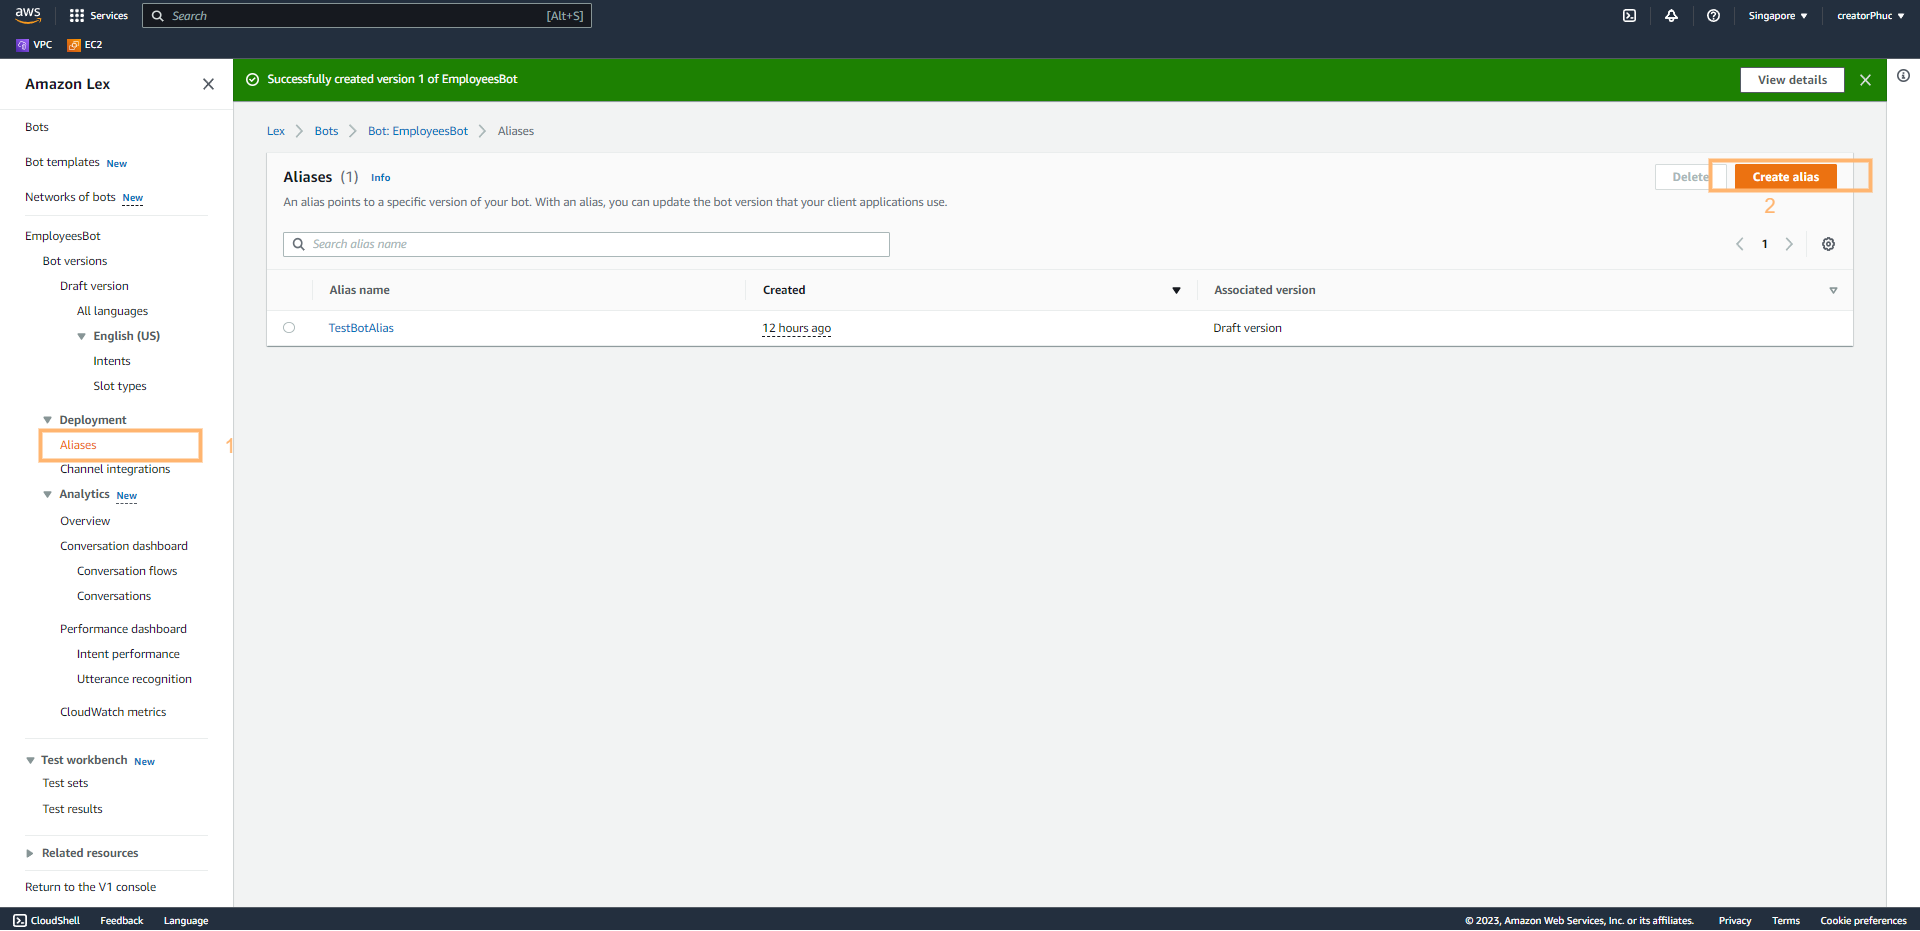 aws Services Search [Alt+S] Singapore creatorPhuc
VPC EC2
Amazon Lex
Bots
Bot templates New
Networks of bots New
EmployeesBot
Bot versions
Draft version
All languages
English (US)
Intents
Slot types
Deployment
Aliases 1
Channel integrations
Analytics New
Overview
Conversation dashboard
Conversation flows
Conversations
Performance dashboard
Intent performance
Utterance recognition
CloudWatch metrics
Test workbench New
Test sets
Test results
Related resources
Return to the V1 console
Successfully created version 1 of EmployeesBot View details
Lex Bots Bot: EmployeesBot Aliases
Aliases (1) Info Delete Create alias
2
An alias points to a specific version of your bot. With an alias, you can update the bot version that your client applications use.
Search alias name 1
Alias name Created Associated version
TestBotAlias 12 hours ago Draft version
CloudShell Feedback Language © 2023, Amazon Web Services, Inc. or its affiliates. Privacy Terms Cookie preferences